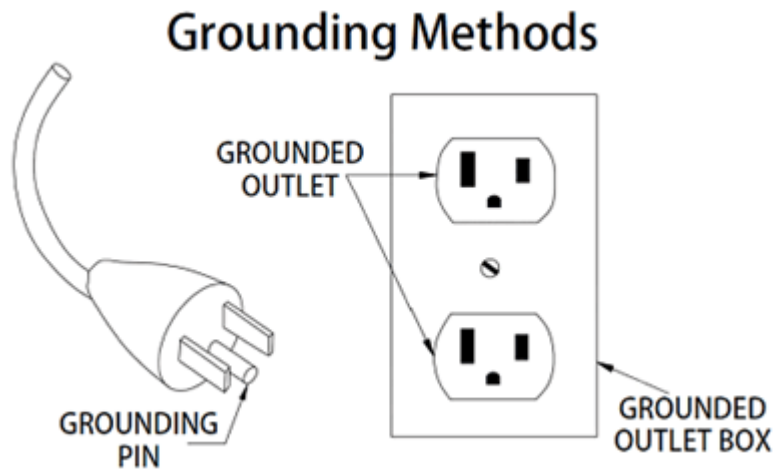 Grounding Methods
GROUNDED
OUTLET
GROUNDING
PIN
GROUNDED
OUTLET BOX